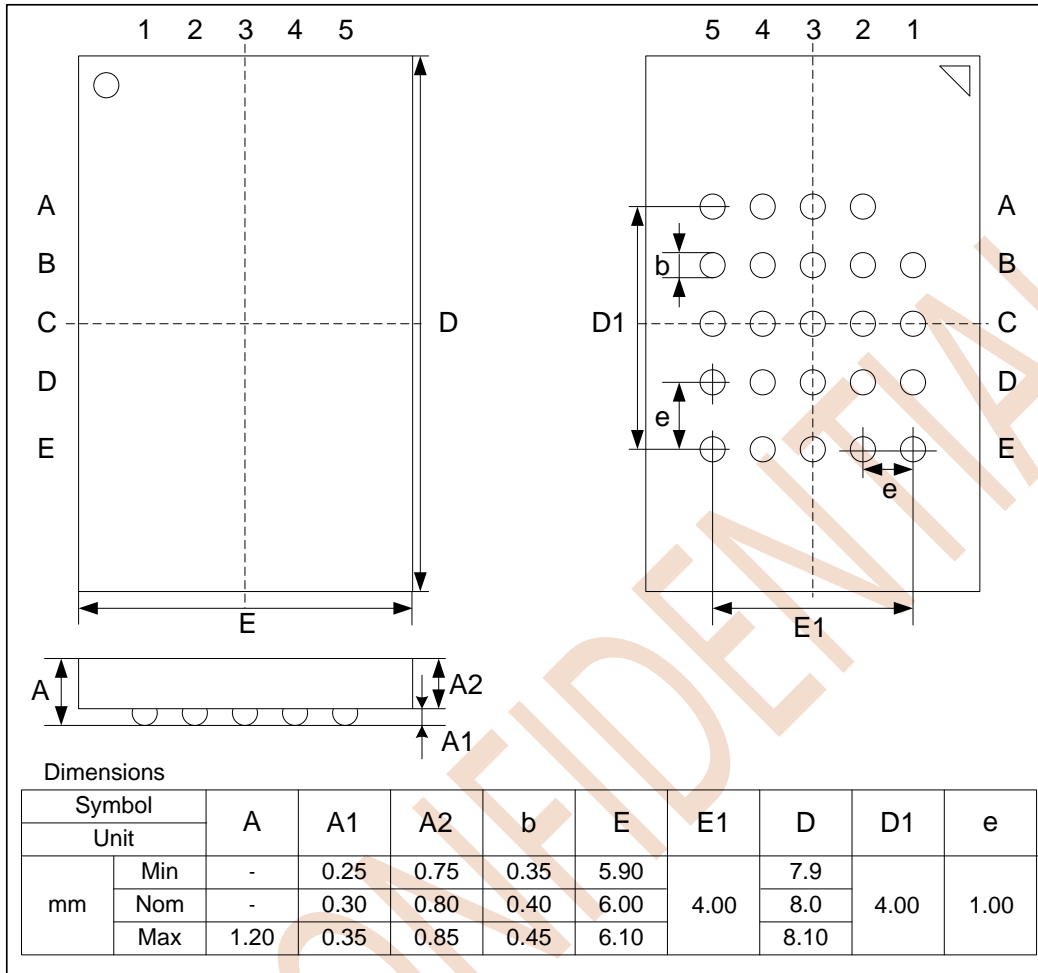 1 2 3 4 5
5 4 3 2 1
A
B
C
D
E
D
E
A
A2
A1
D1
b
e
e
E1
A
B
C
D
E
Dimensions
Symbol A A1 A2 b E E1 D D1 e
Unit
mm Min - 0.25 0.75 0.35 5.90 4.00 7.9 4.00 1.00
Nom - 0.30 0.80 0.40 6.00 8.0
Max 1.20 0.35 0.85 0.45 6.10 8.10
ONFIDENTIA